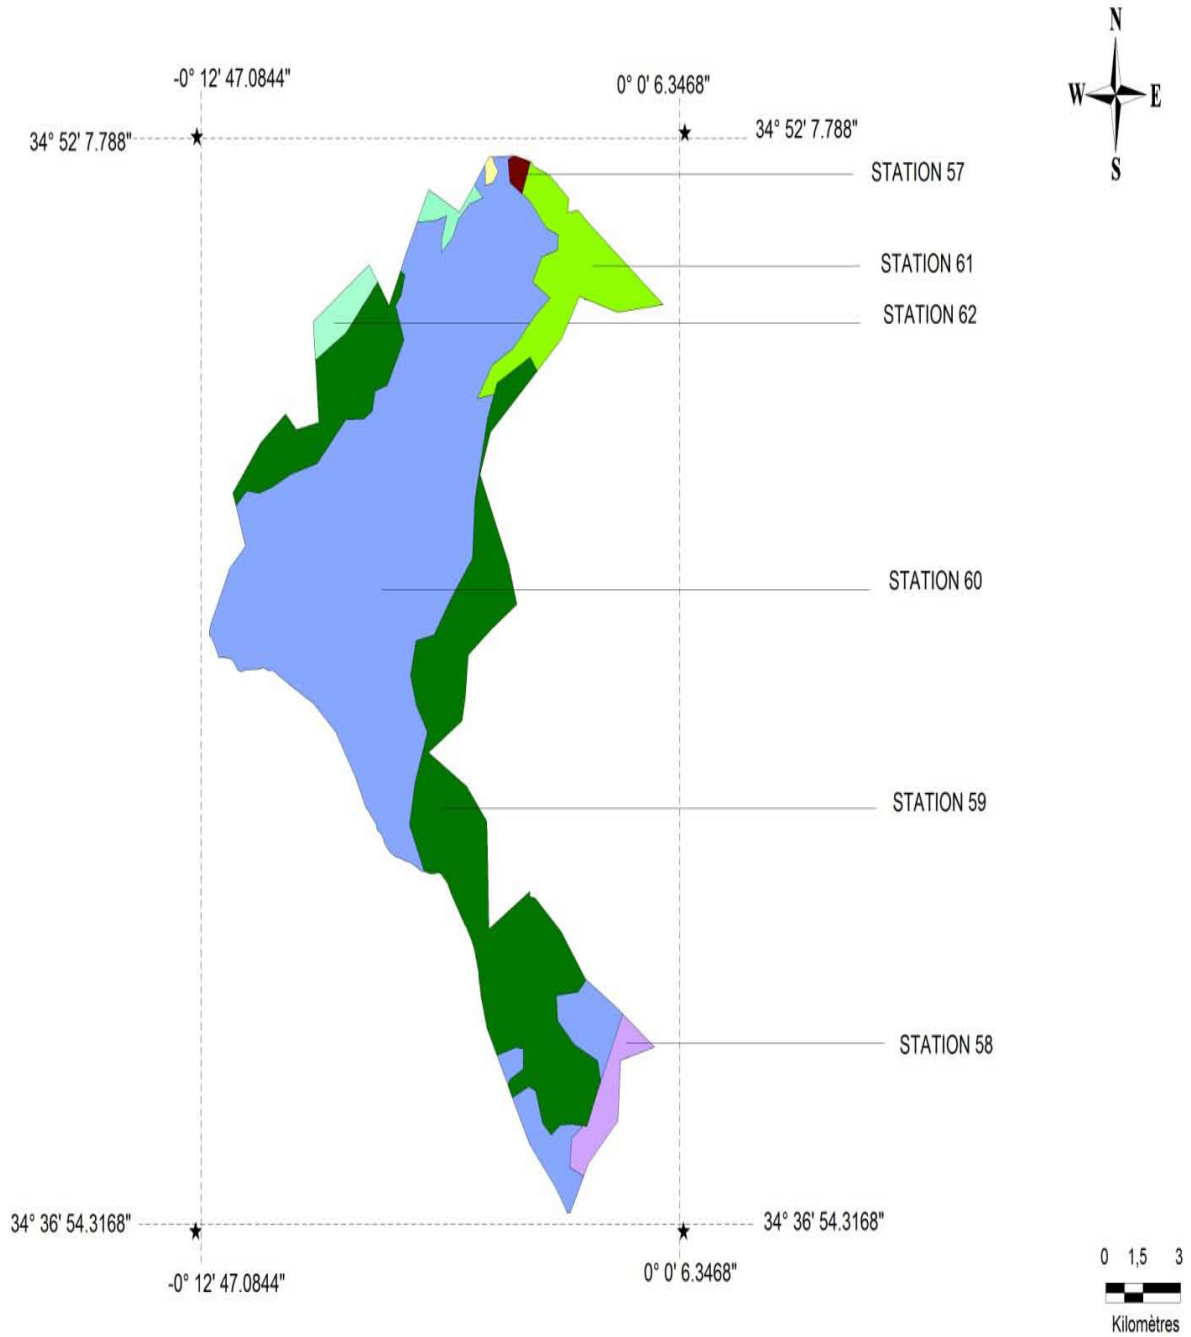 N
-0° 12' 47.0844"
0° 0' 6.3468"
W E
34° 52' 7.788"
34° 52' 7.788"
S
STATION 57
STATION 61
STATION 62
STATION 60
STATION 59
STATION 58
34° 36' 54.3168"
34° 36' 54.3168"
-0° 12' 47.0844"
0° 0' 6.3468"
0 1,5 3
Kilomètres